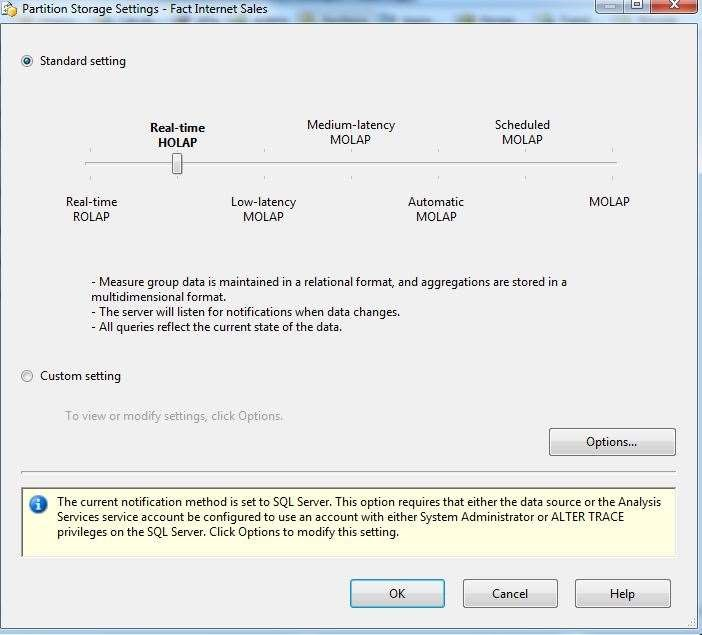 Partition Storage Settings - Fact Internet Sales
Standard setting
Real-time
HOLAP
Medium-latency
MOLAP
Scheduled
MOLAP
Real-time
ROLAP
Low-latency
MOLAP
Automatic
MOLAP
MOLAP
- Measure group data is maintained in a relational format, and aggregations are stored in a
multidimensional format.
- The server will listen for notifications when data changes.
- All queries reflect the current state of the data.
Custom setting
To view or modify settings, click Options.
Options...
The current notification method is set to SQL Server. This option requires that either the data source or the Analysis
Services service account be configured to use an account with either System Administrator or ALTER TRACE
privileges on the SQL Server. Click Options to modify this setting.
OK
Cancel
Help